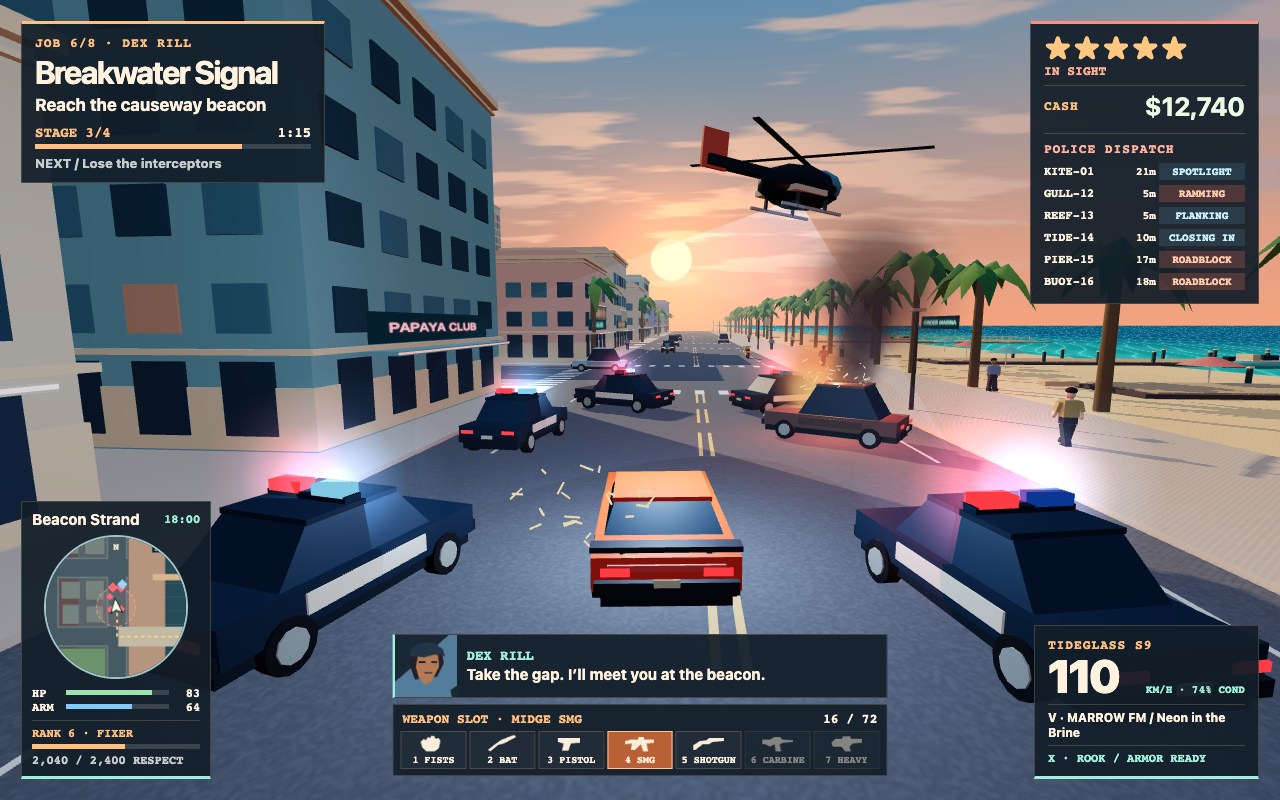 JOB 6/8 · DEX RILL
Breakwater Signal
Reach the causeway beacon
STAGE 3/4 1:15
NEXT / Lose the interceptors
IN SIGHT
CASH $12,740
POLICE DISPATCH
KITE-01 21m SPOTLIGHT
GULL-12 5m RAMMING
REEF-13 5m FLANKING
TIDE-14 10m CLOSING IN
PIER-15 17m ROADBLOCK
BUOY-16 18m ROADBLOCK
PAPAYA CLUB
Beacon Strand 18:00
N
HP 83
ARM 64
RANK 6 · FIXER
2,040 / 2,400 RESPECT
DEX RILL
Take the gap. I'll meet you at the beacon.
WEAPON SLOT · MIDGE SMG 16 / 72
1 FISTS 2 BAT 3 PISTOL 4 SMG 5 SHOTGUN 6 CARBINE 7 HEAVY
TIDEGLASS S9
110 KM/H · 74% COND
V · MARROW FM / Neon in the
Brine
X · ROOK / ARMOR READY